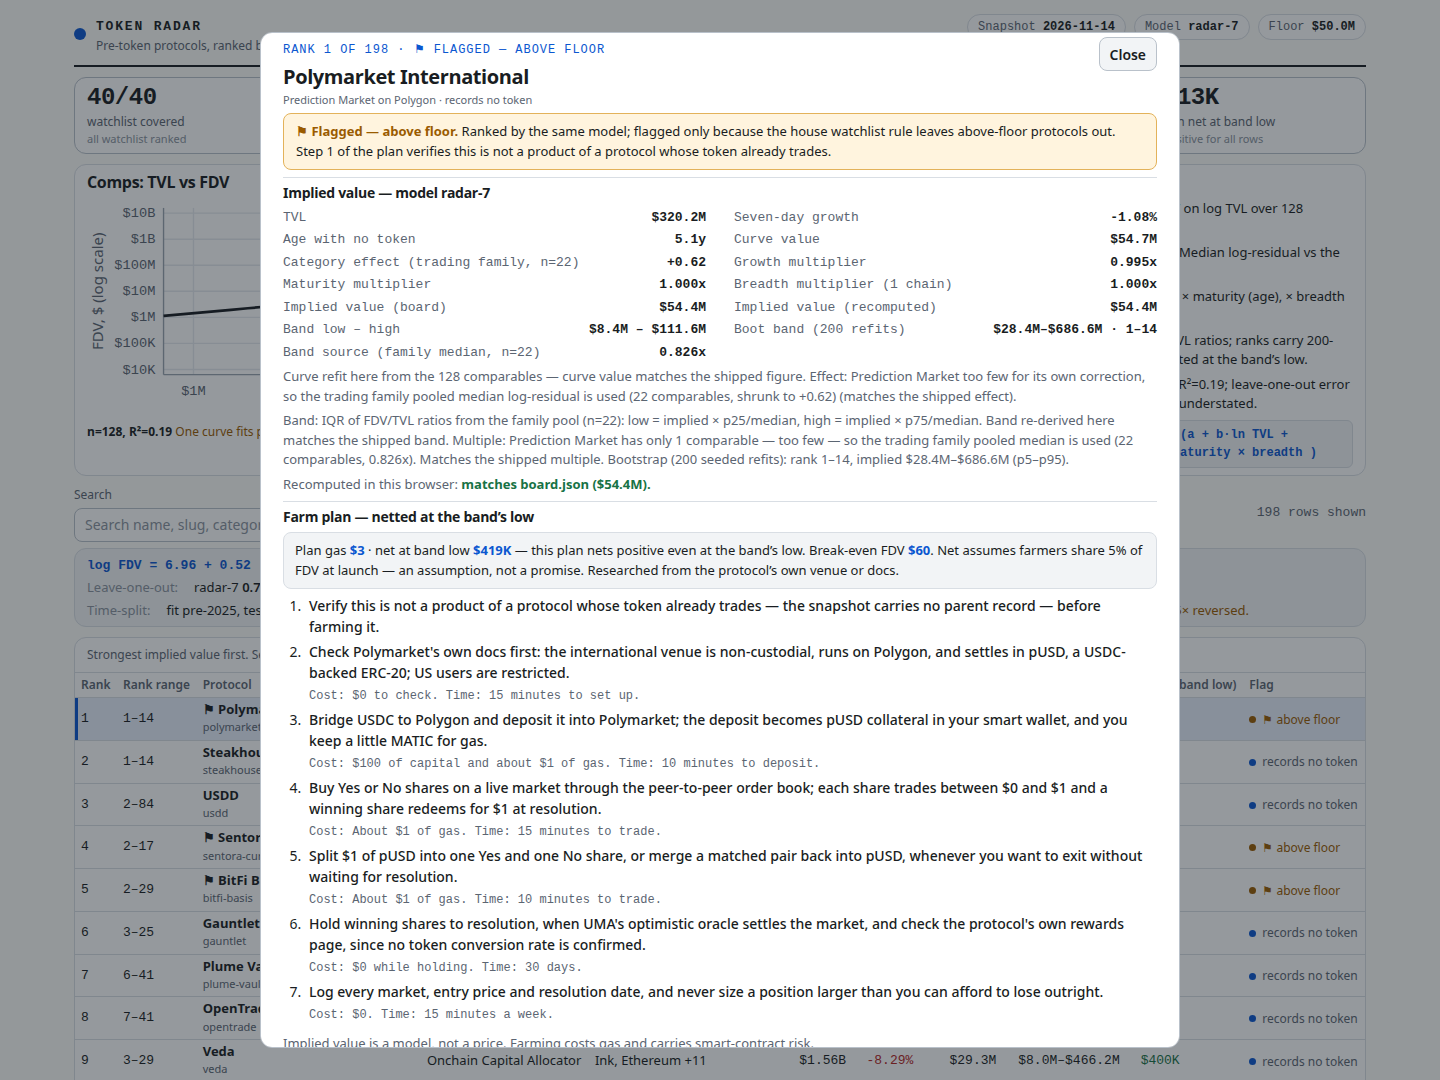 TOKEN RADAR
Pre-token protocols, ranked b
Snapshot 2026-11-14
Model radar-7
Floor $50.0M
40/40
watchlist covered
all watchlist ranked
13K
net at band low
sitive for all rows
Comps: TVL vs FDV
$10B
$1B
$100M
$10M
$1M
$100K
$10K
FDV, $ (log scale)
$1M
n=128, R²=0.19 One curve fits p
on log TVL over 128
Median log-residual vs the
× maturity (age), × breadth
VL ratios; ranks carry 200-
ted at the band's low.
R²=0.19; leave-one-out error
understated.
(a + b·ln TVL +
aturity × breadth )
Search
Search name, slug, categor
198 rows shown
log FDV = 6.96 + 0.52
Leave-one-out: radar-7 0.7
Time-split: fit pre-2025, tes
× reversed.
Strongest implied value first. Se
Rank Rank range Protocol
band low) Flag
1 1–14 ⚑ Polyma
polymarket
⚑ above floor
2 1–14 Steakhou
steakhouse
records no token
3 2–84 USDD
usdd
records no token
4 2–17 ⚑ Sentor
sentora-cur
⚑ above floor
5 2–29 ⚑ BitFi B
bitfi-basis
⚑ above floor
6 3–25 Gauntlet
gauntlet
records no token
7 6–41 Plume Va
plume-vaul
records no token
8 7–41 OpenTrad
opentrade
records no token
9 3–29 Veda
veda
Onchain Capital Allocator Ink, Ethereum +11 $1.56B -8.29% $29.3M $8.0M–$466.2M $400K
records no token
RANK 1 OF 198 · ⚑ FLAGGED — ABOVE FLOOR
Close
Polymarket International
Prediction Market on Polygon · records no token
⚑ Flagged — above floor. Ranked by the same model; flagged only because the house watchlist rule leaves above-floor protocols out.
Step 1 of the plan verifies this is not a product of a protocol whose token already trades.
Implied value — model radar-7
TVL $320.2M Seven-day growth -1.08%
Age with no token 5.1y Curve value $54.7M
Category effect (trading family, n=22) +0.62 Growth multiplier 0.995x
Maturity multiplier 1.000x Breadth multiplier (1 chain) 1.000x
Implied value (board) $54.4M Implied value (recomputed) $54.4M
Band low – high $8.4M – $111.6M Boot band (200 refits) $28.4M–$686.6M · 1–14
Band source (family median, n=22) 0.826x
Curve refit here from the 128 comparables — curve value matches the shipped figure. Effect: Prediction Market too few for its own correction,
so the trading family pooled median log-residual is used (22 comparables, shrunk to +0.62) (matches the shipped effect).
Band: IQR of FDV/TVL ratios from the family pool (n=22): low = implied × p25/median, high = implied × p75/median. Band re-derived here
matches the shipped band. Multiple: Prediction Market has only 1 comparable — too few — so the trading family pooled median is used (22
comparables, 0.826x). Matches the shipped multiple. Bootstrap (200 seeded refits): rank 1–14, implied $28.4M–$686.6M (p5–p95).
Recomputed in this browser: matches board.json ($54.4M).
Farm plan — netted at the band's low
Plan gas $3 · net at band low $419K — this plan nets positive even at the band's low. Break-even FDV $60. Net assumes farmers share 5% of
FDV at launch — an assumption, not a promise. Researched from the protocol's own venue or docs.
1. Verify this is not a product of a protocol whose token already trades — the snapshot carries no parent record — before
farming it.
2. Check Polymarket's own docs first: the international venue is non-custodial, runs on Polygon, and settles in pUSD, a USDC-
backed ERC-20; US users are restricted.
Cost: $0 to check. Time: 15 minutes to set up.
3. Bridge USDC to Polygon and deposit it into Polymarket; the deposit becomes pUSD collateral in your smart wallet, and you
keep a little MATIC for gas.
Cost: $100 of capital and about $1 of gas. Time: 10 minutes to deposit.
4. Buy Yes or No shares on a live market through the peer-to-peer order book; each share trades between $0 and $1 and a
winning share redeems for $1 at resolution.
Cost: About $1 of gas. Time: 15 minutes to trade.
5. Split $1 of pUSD into one Yes and one No share, or merge a matched pair back into pUSD, whenever you want to exit without
waiting for resolution.
Cost: About $1 of gas. Time: 10 minutes to trade.
6. Hold winning shares to resolution, when UMA's optimistic oracle settles the market, and check the protocol's own rewards
page, since no token conversion rate is confirmed.
Cost: $0 while holding. Time: 30 days.
7. Log every market, entry price and resolution date, and never size a position larger than you can afford to lose outright.
Cost: $0. Time: 15 minutes a week.
Implied value is a model, not a price. Farming costs gas and carries smart-contract risk.